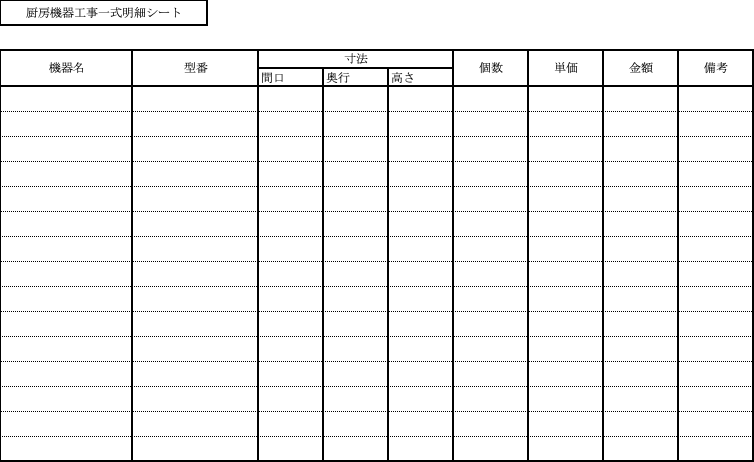 厨房機器工事一式明細シート
機器名 型番 寸法 個数 単価 金額 備考
間口 奥行 高さ